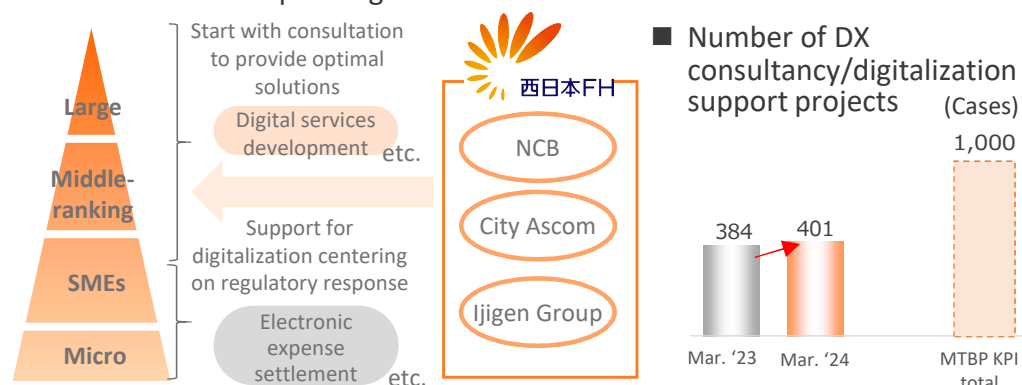 Large
Middle-
ranking
SMEs
Micro
Start with consultation
to provide optimal
solutions
Digital services
development
etc.
Support for
digitalization centering
on regulatory response
Electronic
expense
settlement
etc.
西日本FH
NCB
City Ascom
Ijigen Group
■ Number of DX
consultancy/digitalization
support projects
(Cases)
1,000
384
401
Mar. ‘23
Mar. ‘24
MTBP KPI
total